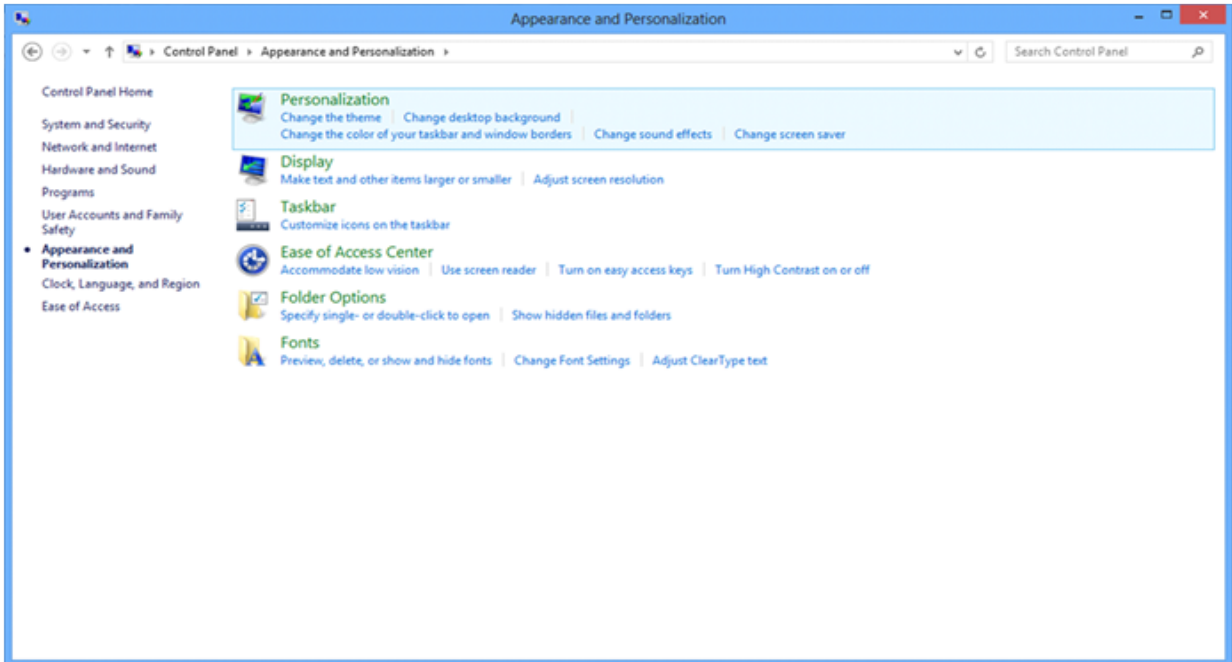 Appearance and Personalization
Control Panel Appearance and Personalization
Search Control Panel
Control Panel Home
System and Security
Network and Internet
Hardware and Sound
Programs
User Accounts and Family
Safety
Appearance and
Personalization
Clock, Language, and Region
Ease of Access
Personalization
Change the theme Change desktop background
Change the color of your taskbar and window borders Change sound effects Change screen saver
Display
Make text and other items larger or smaller Adjust screen resolution
Taskbar
Customize icons on the taskbar
Ease of Access Center
Accommodate low vision Use screen reader Turn on easy access keys Turn High Contrast on or off
Folder Options
Specify single- or double-click to open Show hidden files and folders
Fonts
Preview, delete, or show and hide fonts Change Font Settings Adjust ClearType text